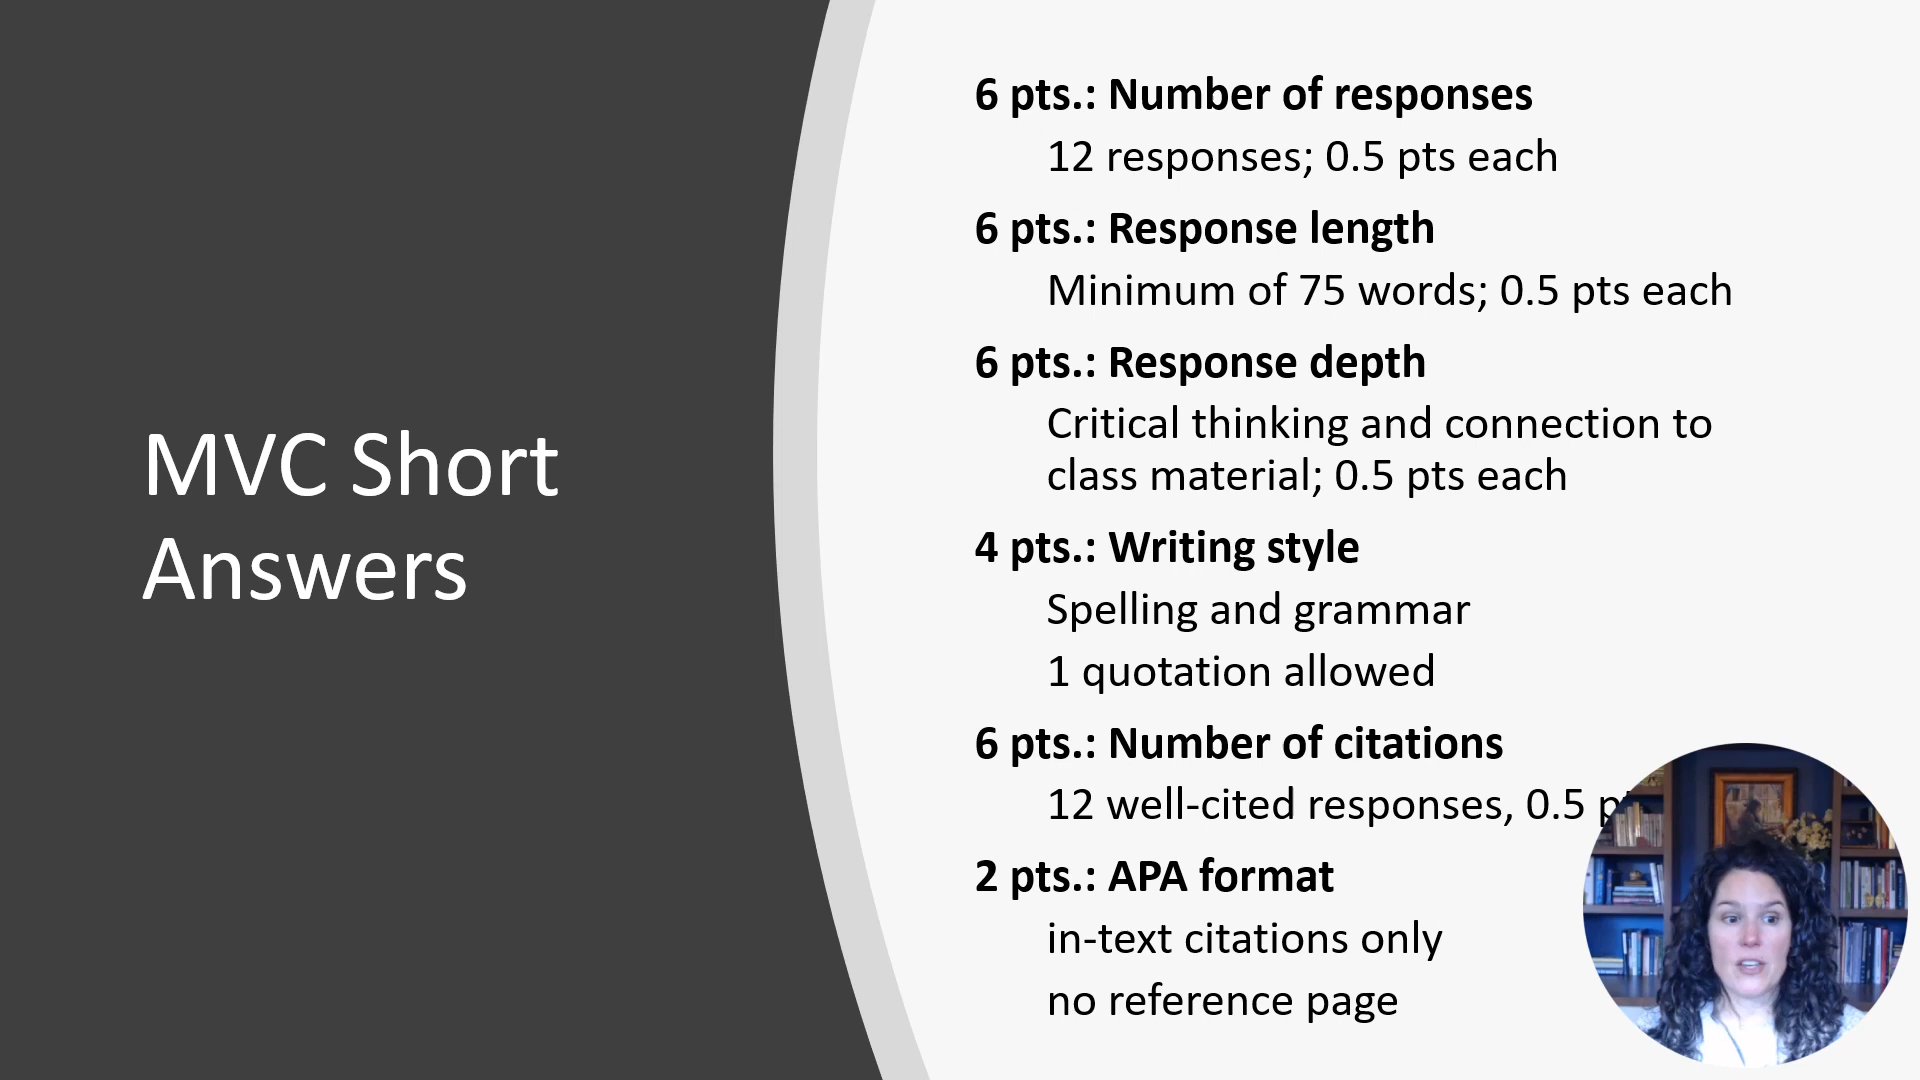 MVC Short
Answers
6 pts.: Number of responses
12 responses; 0.5 pts each
6 pts.: Response length
Minimum of 75 words; 0.5 pts each
6 pts.: Response depth
Critical thinking and connection to
class material; 0.5 pts each
4 pts.: Writing style
Spelling and grammar
1 quotation allowed
6 pts.: Number of citations
12 well-cited responses, 0.5
2 pts.: APA format
in-text citations only
no reference page